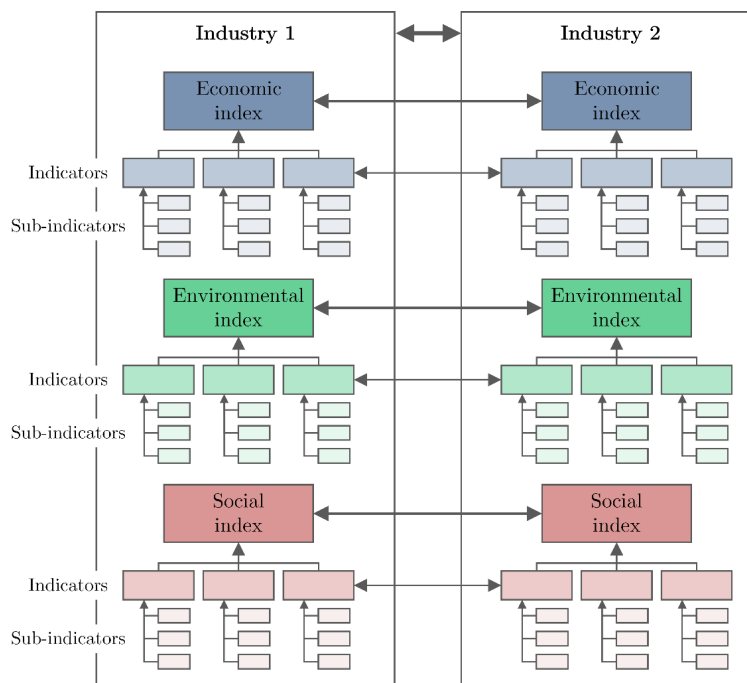 Industry 1
Industry 2
Economic
index
Economic
index
Indicators
Sub-indicators
Environmental
index
Environmental
index
Indicators
Sub-indicators
Social
index
Social
index
Indicators
Sub-indicators